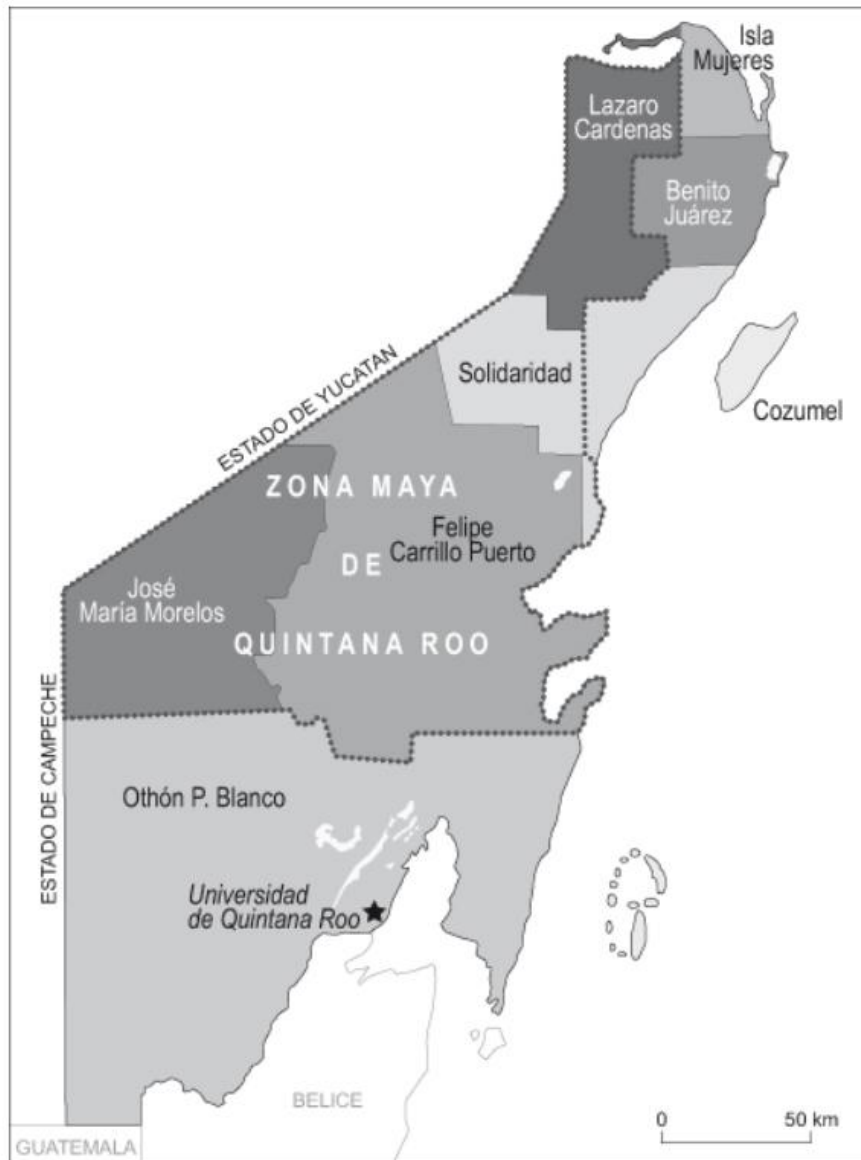 Isla
Mujeres
Lazaro
Cardenas
Benito
Juárez
ESTADO DE YUCATAN
Solidaridad
Cozumel
ZONA MAYA
Felipe
Carrillo Puerto
DE
José
María Morelos
QUINTANA ROO
ESTADO DE CAMPECHE
Othón P. Blanco
Universidad
de Quintana Roo
BELICE
0 50 km
GUATEMALA